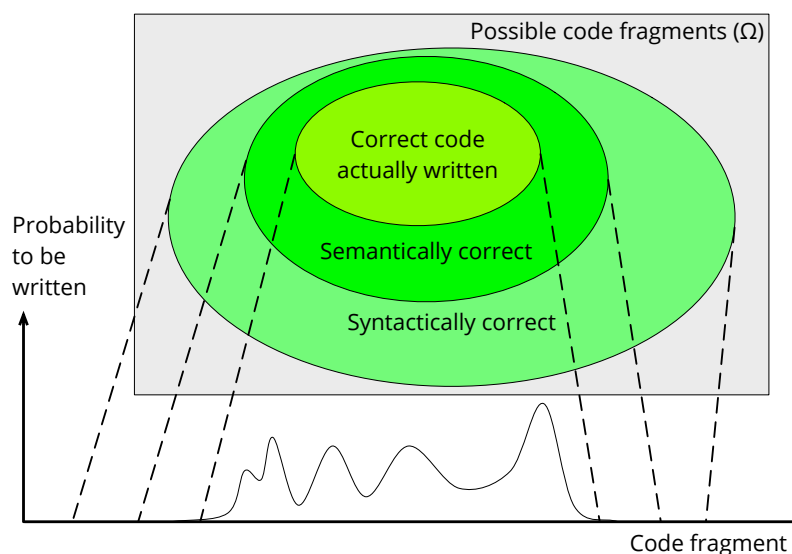 Possible code fragments (Ω)
Correct code
actually written
Semantically correct
Syntactically correct
Probability
to be
written
Code fragment